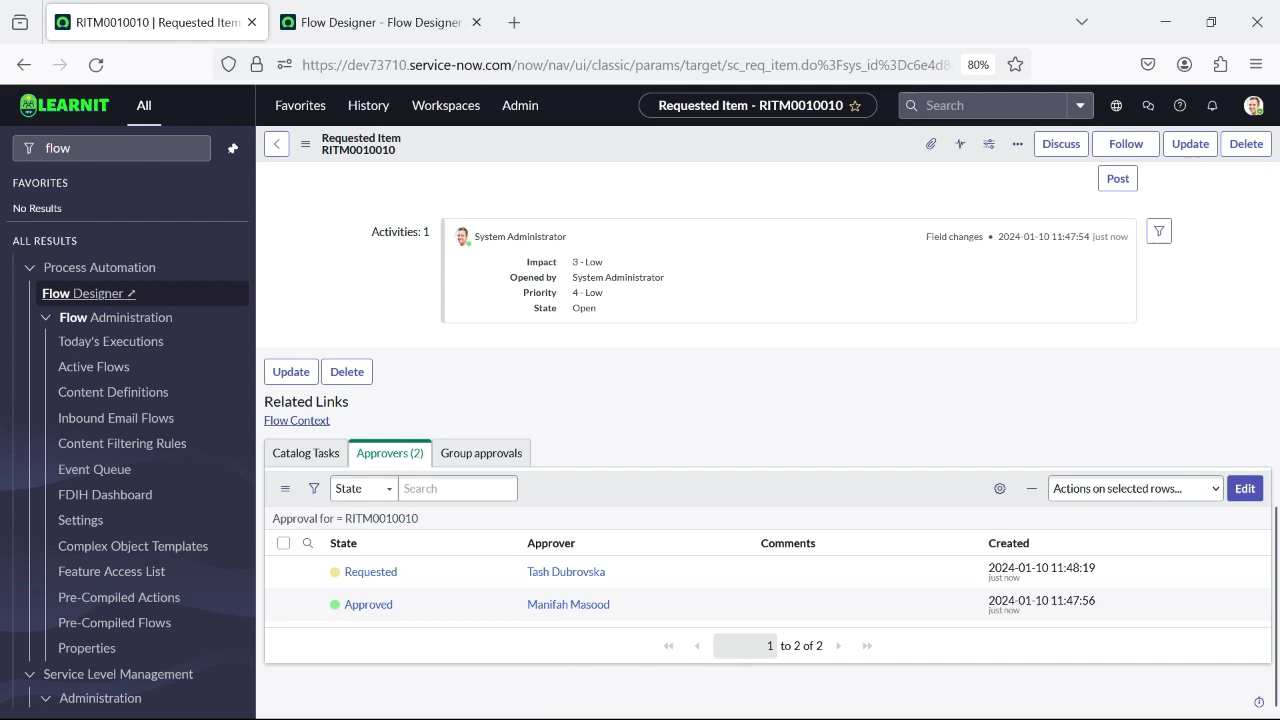 RITM0010010 | Requested Item
Flow Designer - Flow Designer
https://dev73710.service-now.com/now/nav/ui/classic/params/target/sc_req_item.do%3Fsys_id%3Dc6e4d8
80%
LEARNIT
All
Favorites
History
Workspaces
Admin
Requested Item - RITM0010010
Search
flow
Requested Item
RITM0010010
Discuss
Follow
Update
Delete
FAVORITES
No Results
ALL RESULTS
Process Automation
Flow Designer ↗
Flow Administration
Today's Executions
Active Flows
Content Definitions
Inbound Email Flows
Content Filtering Rules
Event Queue
FDIH Dashboard
Settings
Complex Object Templates
Feature Access List
Pre-Compiled Actions
Pre-Compiled Flows
Properties
Service Level Management
Administration
Post
Activities: 1
System Administrator
Field changes • 2024-01-10 11:47:54 just now
Impact 3 - Low
Opened by System Administrator
Priority 4 - Low
State Open
Update
Delete
Related Links
Flow Context
Catalog Tasks
Approvers (2)
Group approvals
State
Search
Actions on selected rows...
Edit
Approval for = RITM0010010
State Approver Comments Created
Requested Tash Dubrovska 2024-01-10 11:48:19
just now
Approved Manifah Masood 2024-01-10 11:47:56
just now
1 to 2 of 2